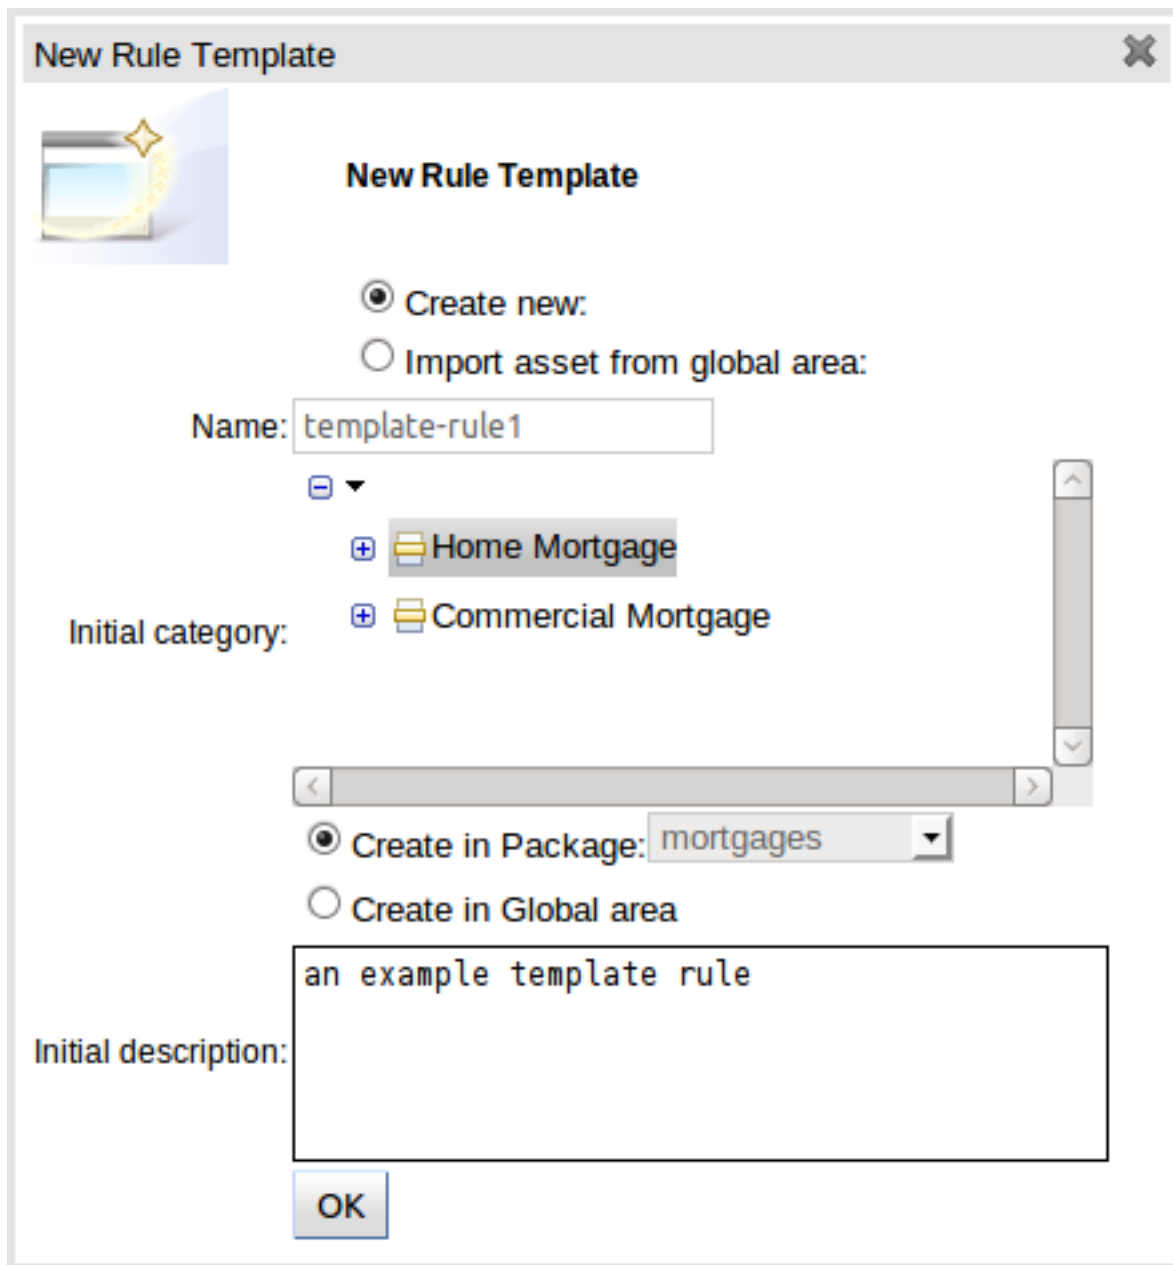 New Rule Template
New Rule Template
Create new:
Import asset from global area:
Name: template-rule1
Home Mortgage
Initial category:
Commercial Mortgage
Create in Package: mortgages
Create in Global area
an example template rule
Initial description:
OK